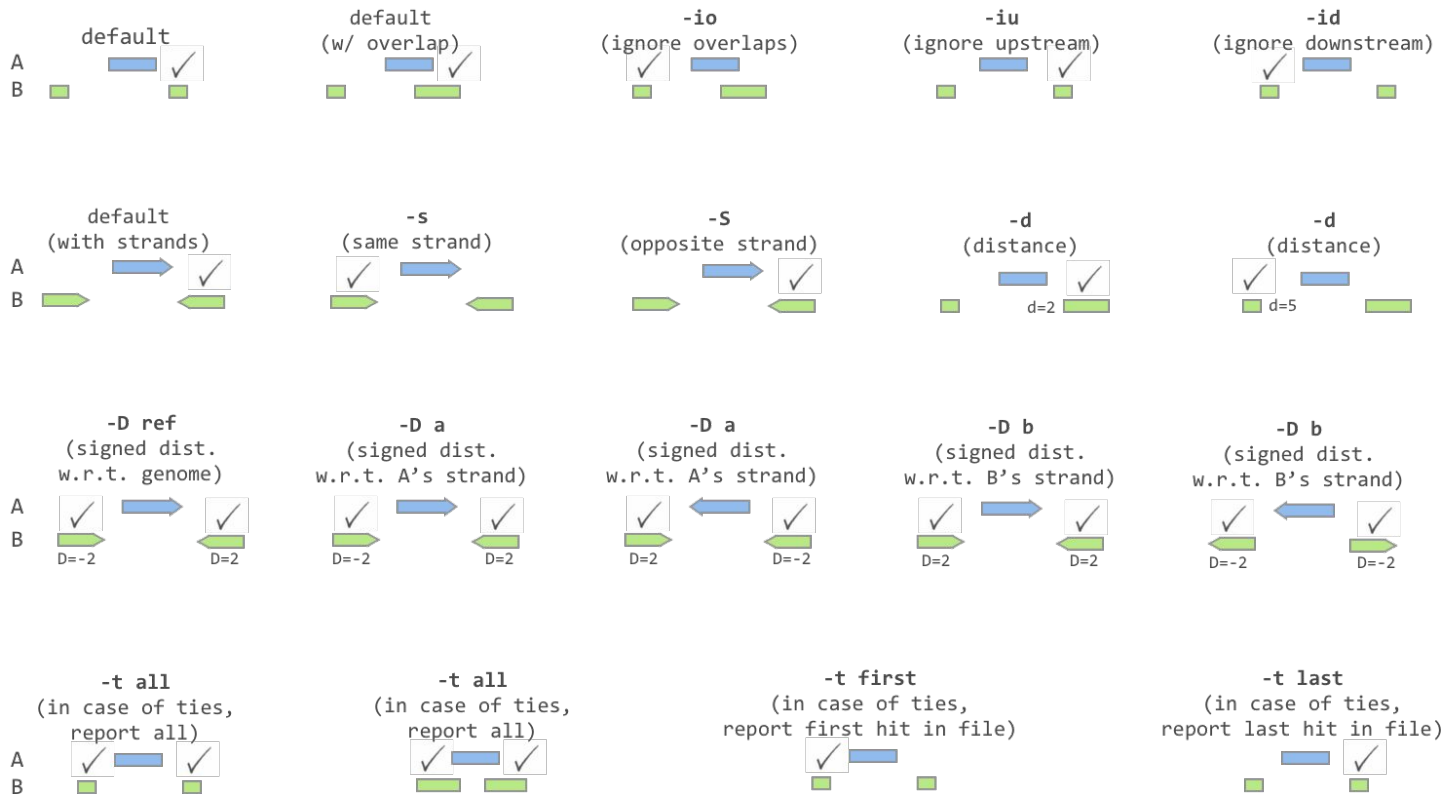 default
default
(w/ overlap)
-io
(ignore overlaps)
-iu
(ignore upstream)
-id
(ignore downstream)
A
B
default
(with strands)
-s
(same strand)
-S
(opposite strand)
-d
(distance)
-d
(distance)
A
B
d=2
d=5
-D ref
(signed dist.
w.r.t. genome)
-D a
(signed dist.
w.r.t. A’s strand)
-D a
(signed dist.
w.r.t. A’s strand)
-D b
(signed dist.
w.r.t. B’s strand)
-D b
(signed dist.
w.r.t. B’s strand)
A
B
D=-2
D=2
D=-2
D=2
D=2
D=-2
D=2
D=2
D=-2
D=-2
-t all
(in case of ties,
report all)
-t all
(in case of ties,
report all)
-t first
(in case of ties,
report first hit in file)
-t last
(in case of ties,
report last hit in file)
A
B